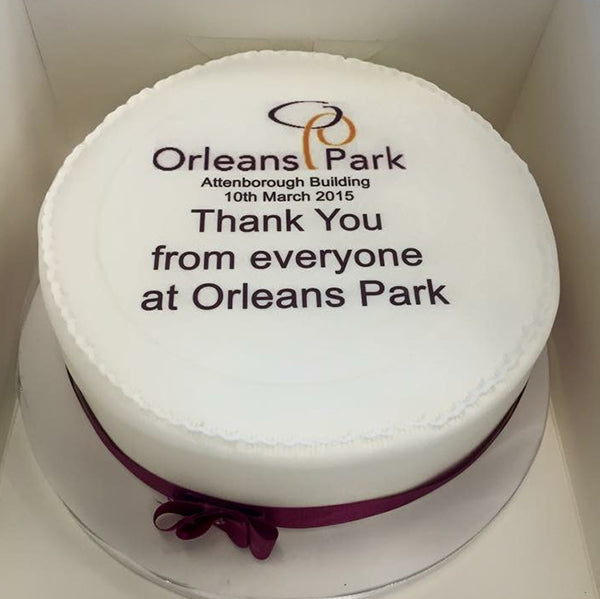 Orleans Park
Attenborough Building
10th March 2015
Thank You
from everyone
at Orleans Park